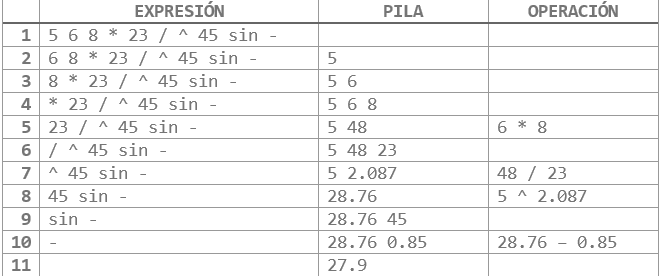 EXPRESIÓN PILA OPERACIÓN
1 5 6 8 * 23 / ^ 45 sin -
2 6 8 * 23 / ^ 45 sin - 5
3 8 * 23 / ^ 45 sin - 5 6
4 * 23 / ^ 45 sin - 5 6 8
5 23 / ^ 45 sin - 5 48 6 * 8
6 / ^ 45 sin - 5 48 23
7 ^ 45 sin - 5 2.087 48 / 23
8 45 sin - 28.76 5 ^ 2.087
9 sin - 28.76 45
10 - 28.76 0.85 28.76 – 0.85
11 27.9